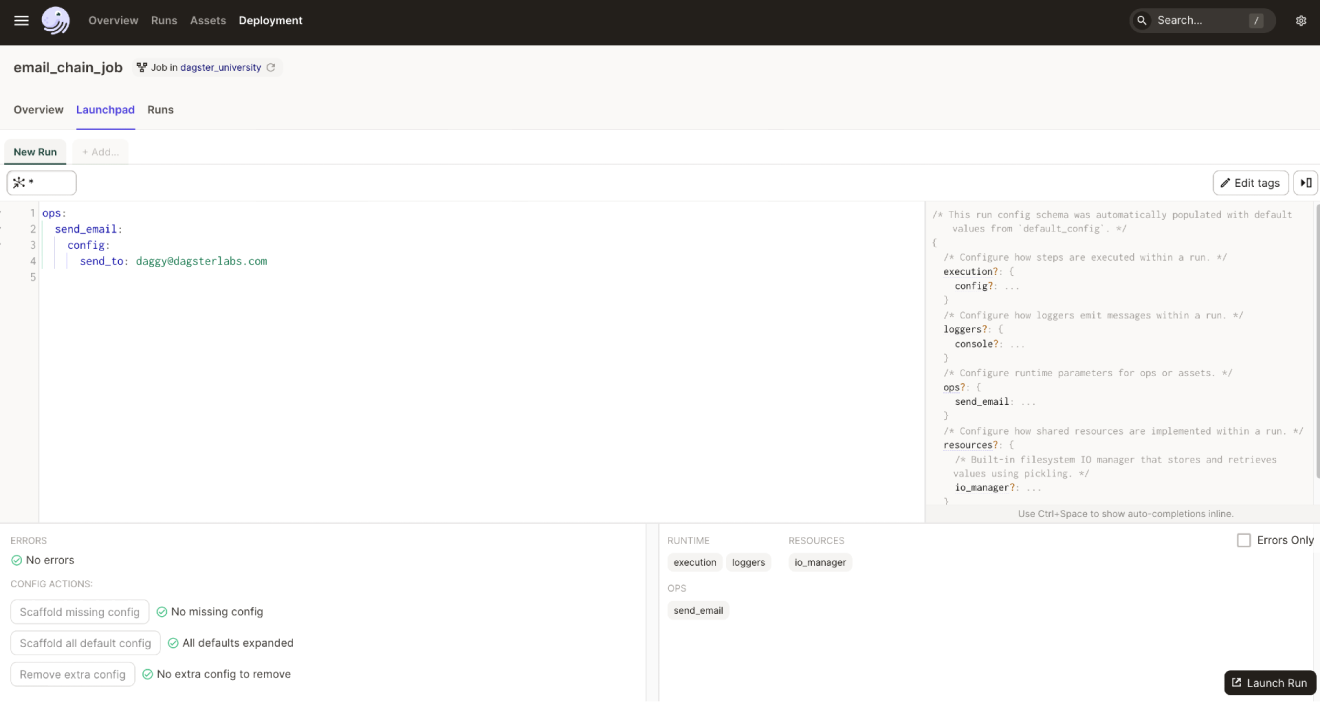 Overview Runs Assets Deployment Search... /
email_chain_job Job in dagster_university
Overview Launchpad Runs
New Run + Add...
* Edit tags
1 ops:
2 send_email:
3 config:
4 send_to: daggy@dagsterlabs.com
5
/* This run config schema was automatically populated with default
values from `default_config`. */
{
/* Configure how steps are executed within a run. */
execution?: {
config?: ...
}
/* Configure how loggers emit messages within a run. */
loggers?: {
console?: ...
}
/* Configure runtime parameters for ops or assets. */
ops?: {
send_email: ...
}
/* Configure how shared resources are implemented within a run. */
resources?: {
/* Built-in filesystem IO manager that stores and retrieves
values using pickling. */
io_manager?: ...
}
Use Ctrl+Space to show auto-completions inline.
ERRORS
No errors
CONFIG ACTIONS:
Scaffold missing config No missing config
Scaffold all default config All defaults expanded
Remove extra config No extra config to remove
RUNTIME RESOURCES Errors Only
execution loggers io_manager
OPS
send_email
Launch Run